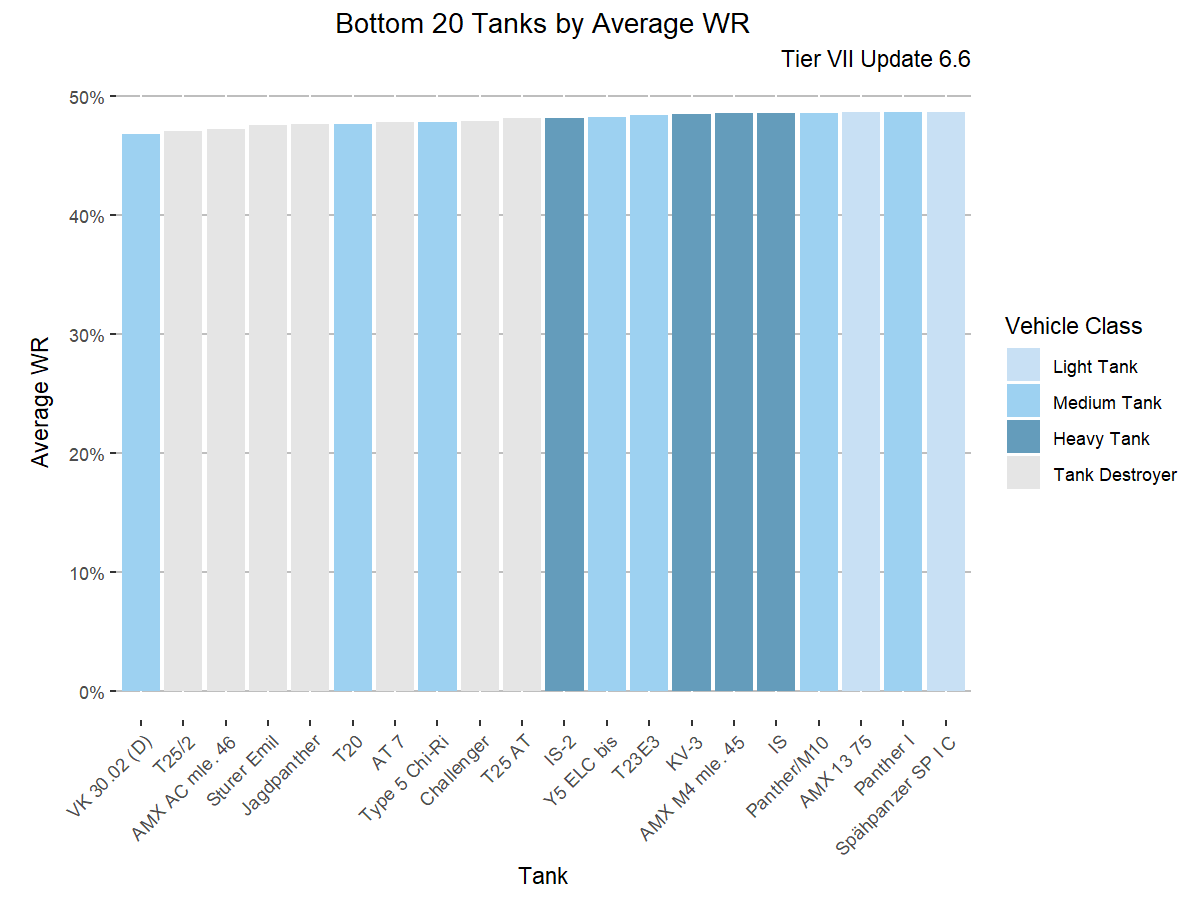 Bottom 20 Tanks by Average WR
Tier VII Update 6.6
50%
40%
30%
20%
10%
0%
Average WR
VK 30.02 (D)
T25/2
AMX AC mle. 46
Sturer Emil
Jagdpanther
T20
AT 7
Type 5 Chi-Ri
Challenger
T25 AT
IS-2
Y5 ELC bis
T23E3
KV-3
AMX M4 mle. 45
IS
Panther/M10
AMX 13 75
Panther I
Spähpanzer SP I C
Tank
Vehicle Class
Light Tank
Medium Tank
Heavy Tank
Tank Destroyer